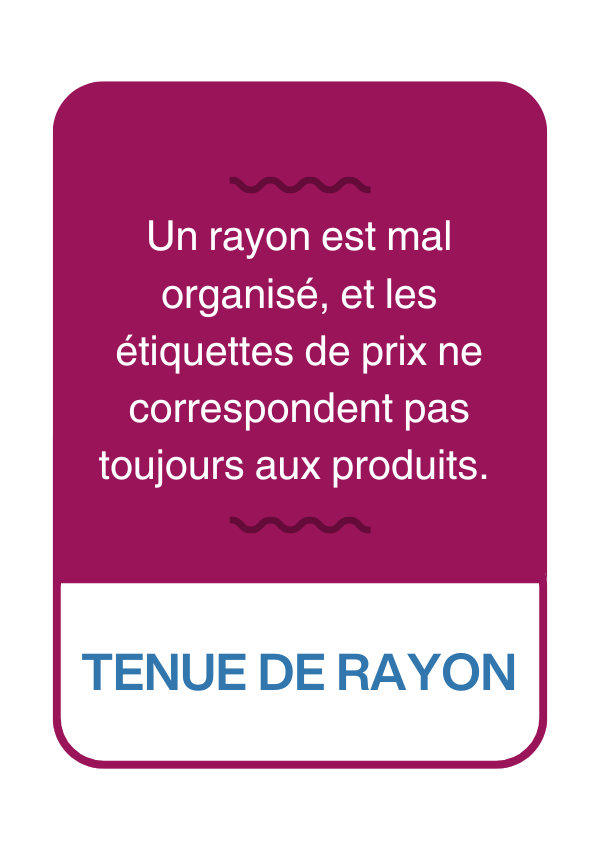 Un rayon est mal
organisé, et les
étiquettes de prix ne
correspondent pas
toujours aux produits.
TENUE DE RAYON